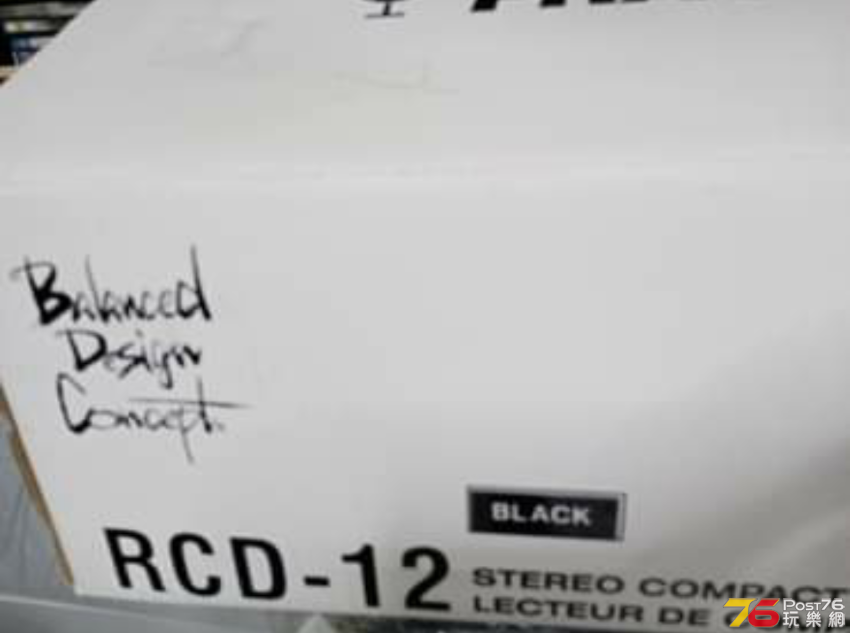 Balanced
Design
Concept.
BLACK
RCD-12
STEREO COMPACT
LECTEUR DE
76 Post76
玩樂網